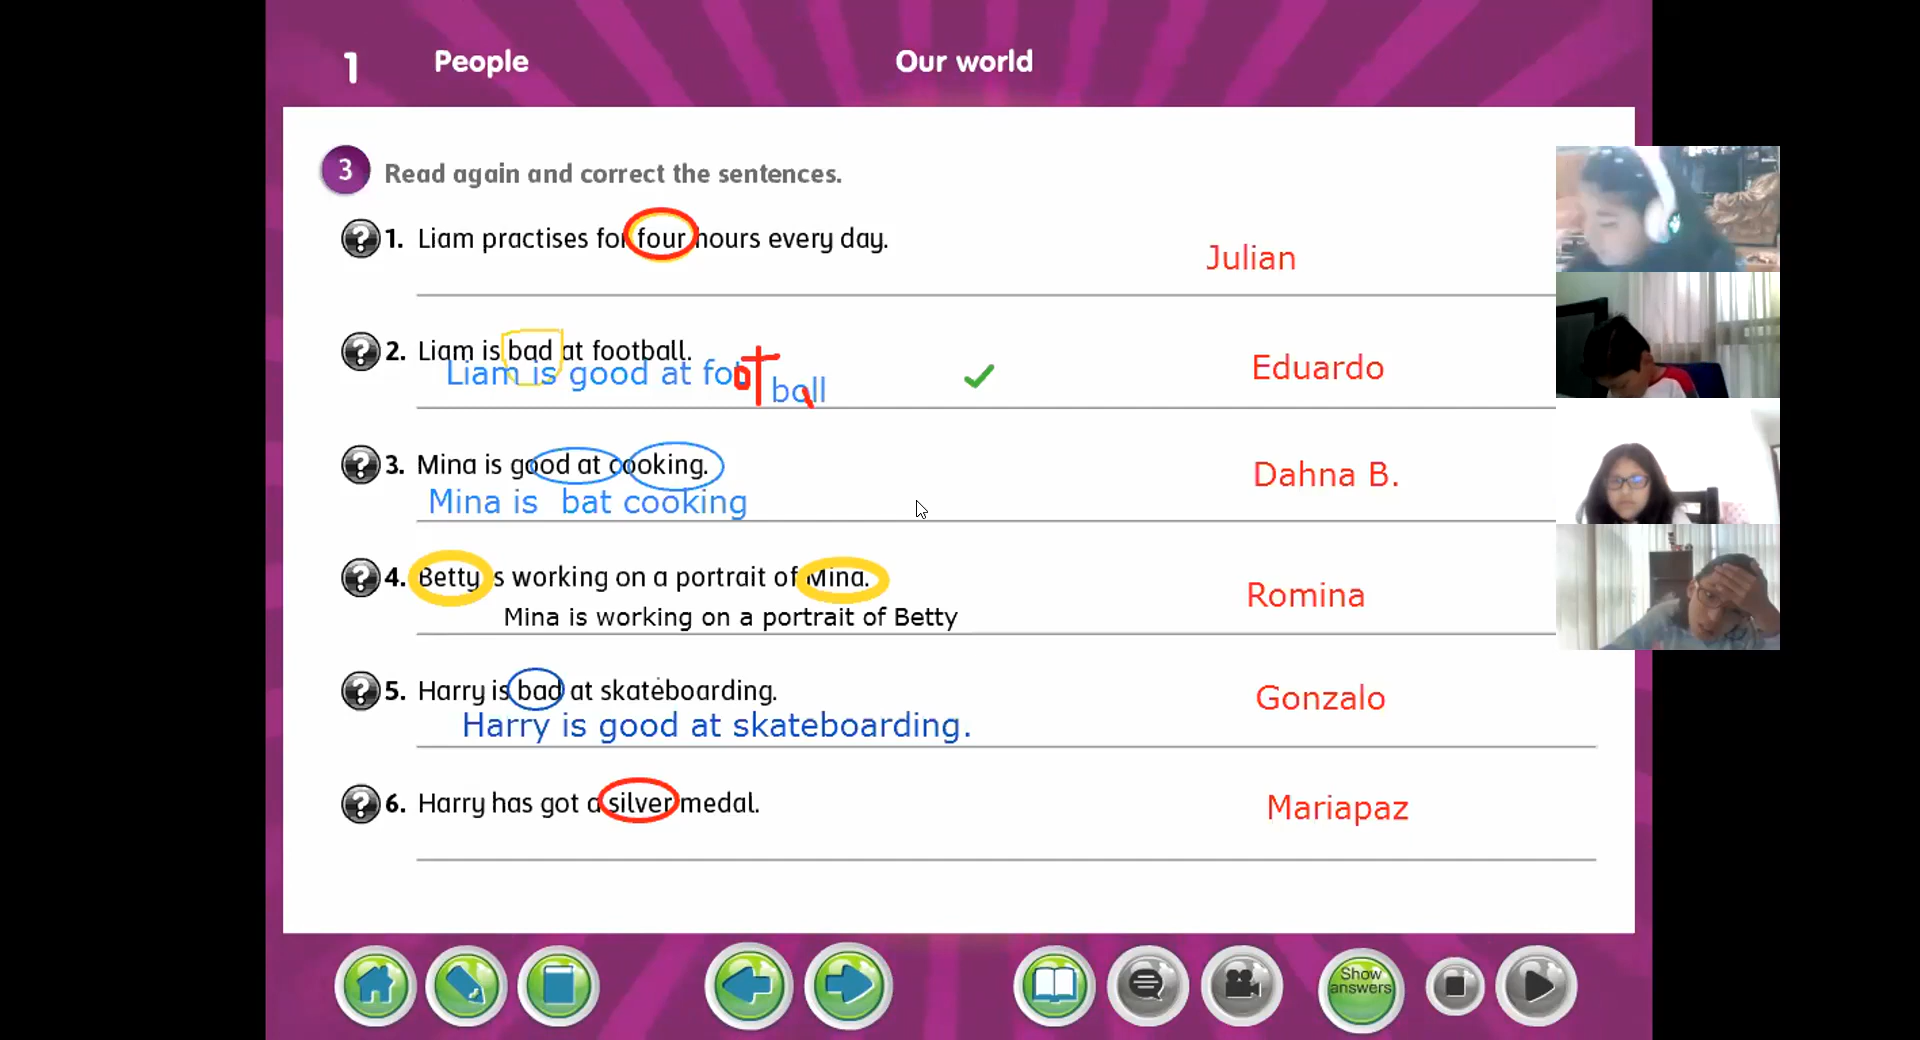 1 People Our world
3 Read again and correct the sentences.
? 1. Liam practises for four hours every day.
Julian
? 2. Liam is bad at football.
Liam is good at foot ball
Eduardo
? 3. Mina is good at cooking.
Mina is bat cooking
Dahna B.
? 4. Betty is working on a portrait of Mina.
Mina is working on a portrait of Betty
Romina
? 5. Harry is bad at skateboarding.
Harry is good at skateboarding.
Gonzalo
? 6. Harry has got a silver medal.
Mariapaz
Show
answers